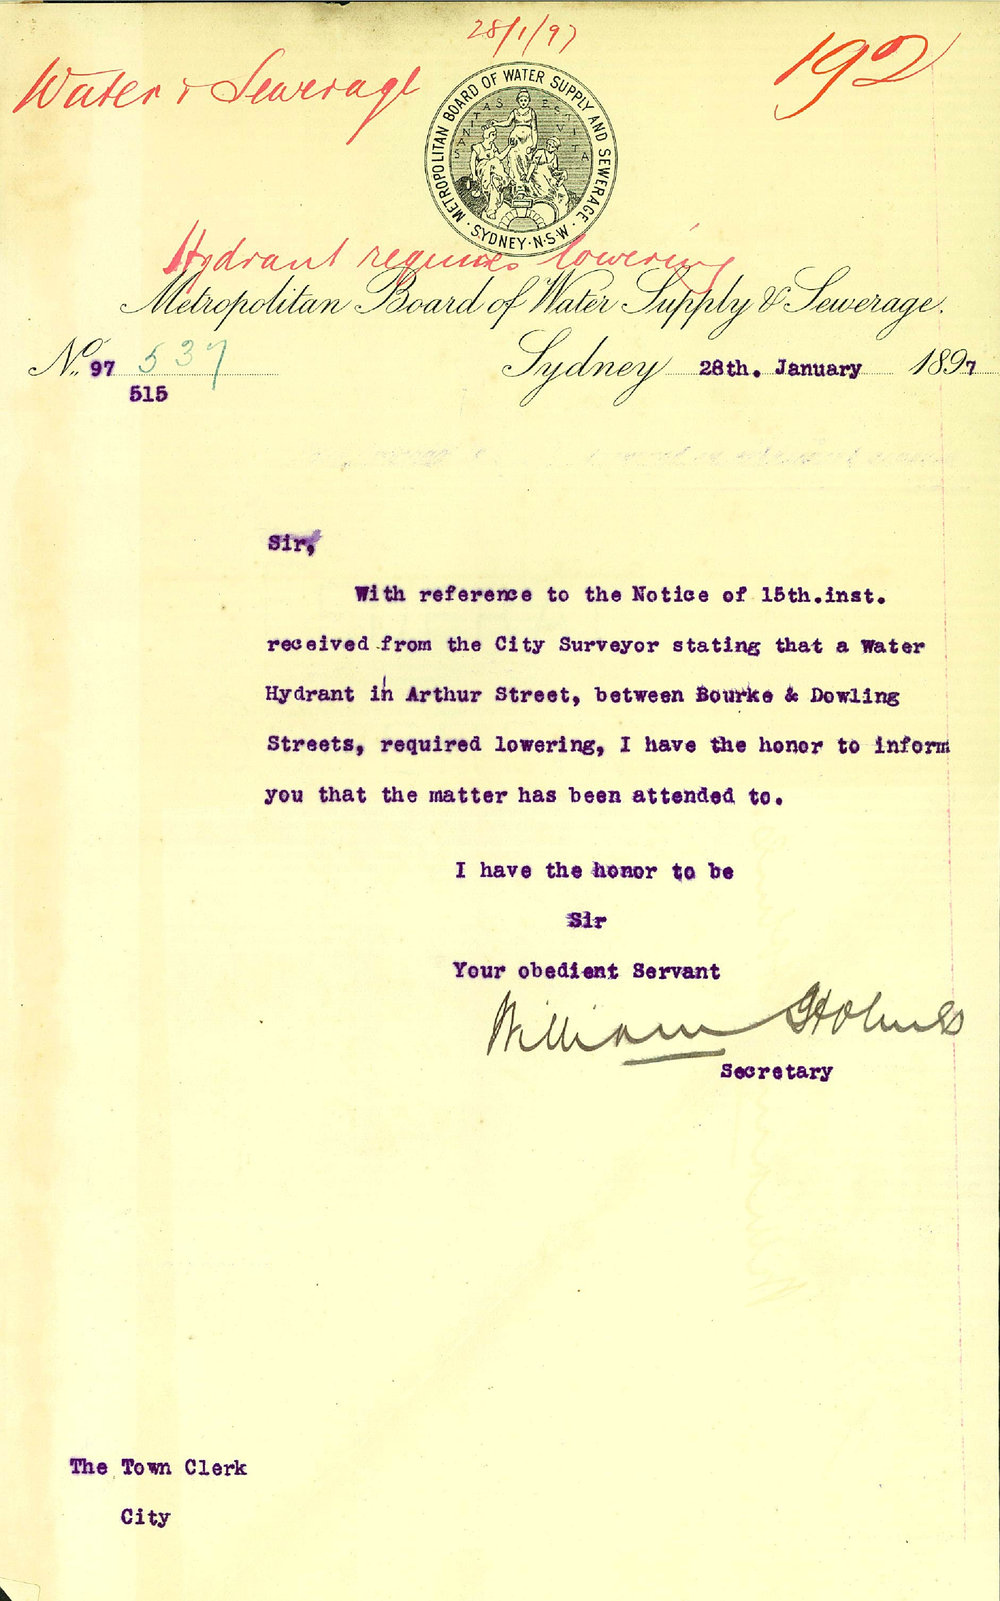 28/1/97
Water & Sewerage
192
METROPOLITAN BOARD OF WATER SUPPLY AND SEWERAGE
SANITAS ET VITA
· SYDNEY · N·S·W ·
Hydrant requires lowering
Metropolitan Board of Water Supply & Sewerage.
No. 97 537
515
Sydney 28th. January 1897
Sir,
With reference to the Notice of 15th.inst.
received from the City Surveyor stating that a Water
Hydrant in Arthur Street, between Bourke & Dowling
Streets, required lowering, I have the honor to inform
you that the matter has been attended to.
I have the honor to be
Sir
Your obedient Servant
William Holmes
Secretary
The Town Clerk
City